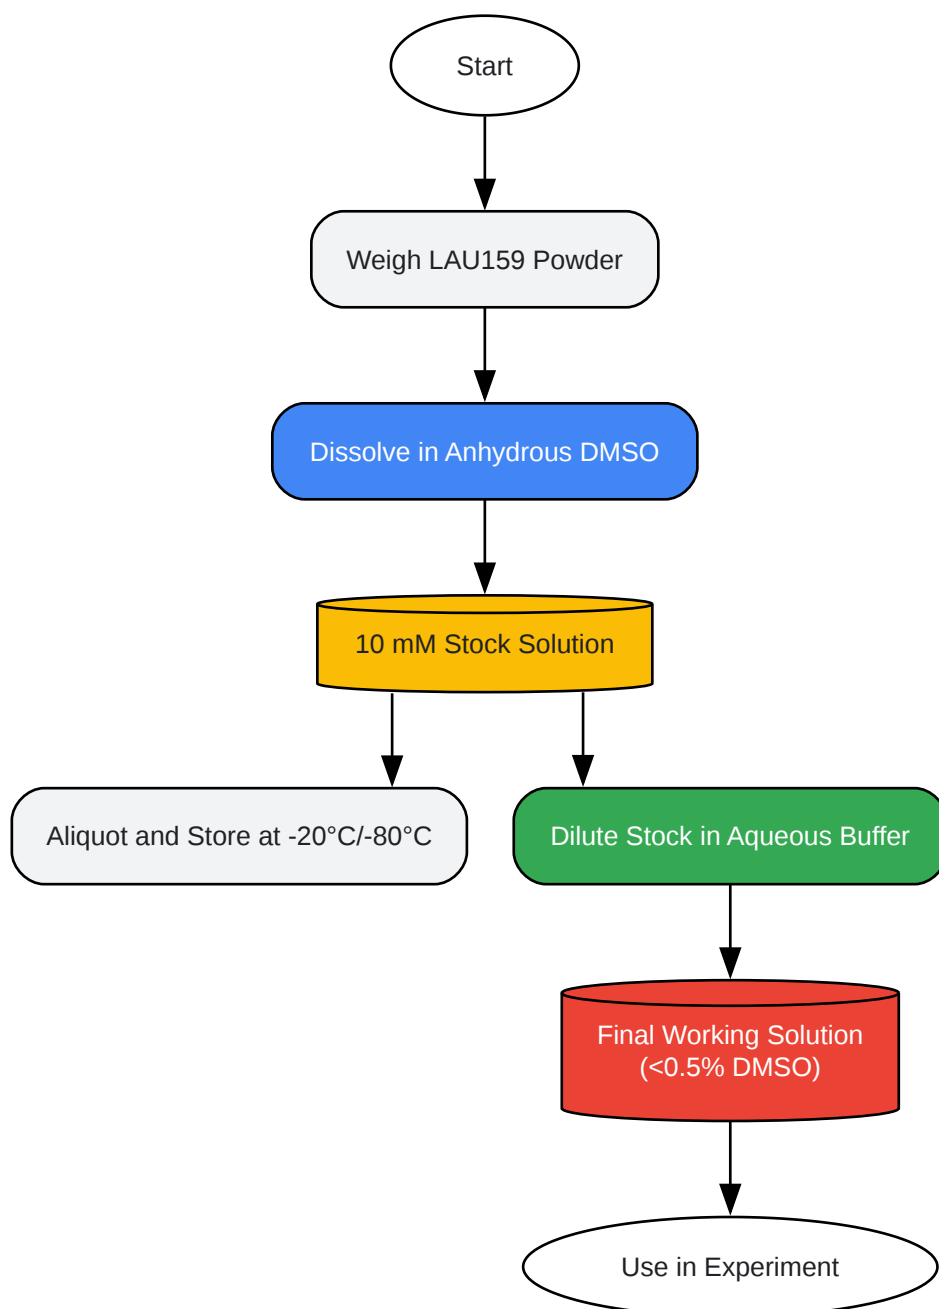 Start
Weigh LAU159 Powder
Dissolve in Anhydrous DMSO
10 mM Stock Solution
Aliquot and Store at -20°C/-80°C
Dilute Stock in Aqueous Buffer
Final Working Solution
(<0.5% DMSO)
Use in Experiment